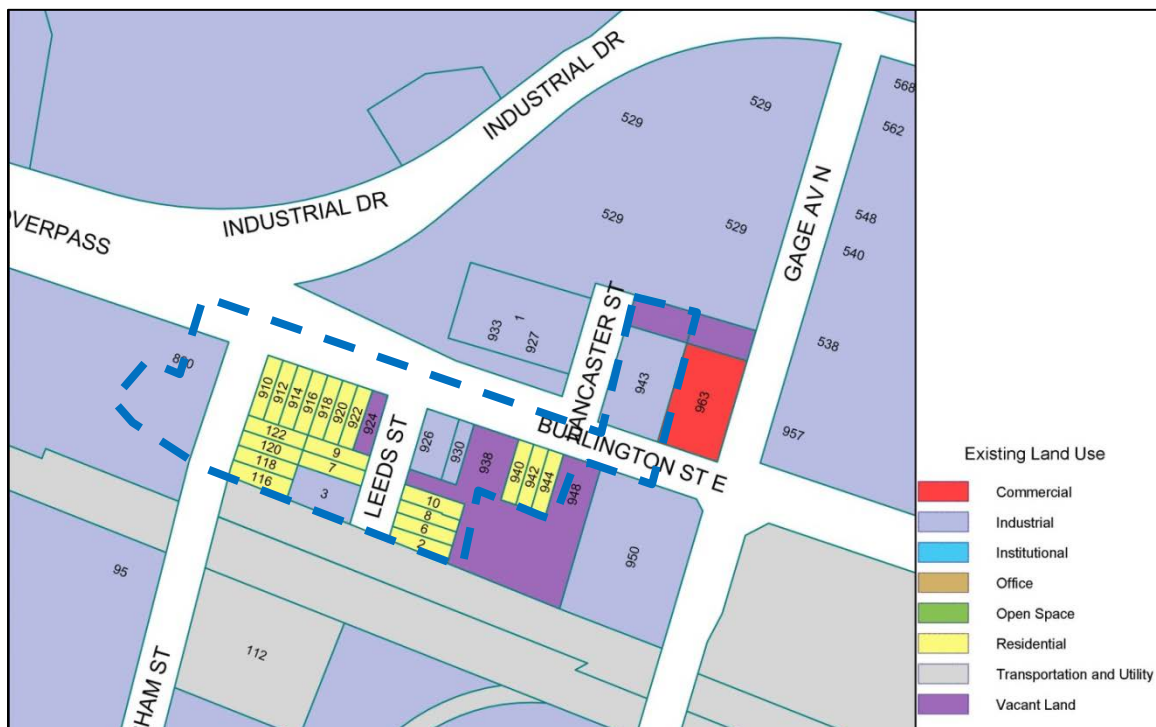 INDUSTRIAL DR
568
529
529
562
INDUSTRIAL DR
529
529
548
540
GAGE AV N
OVERPASS
933
1
927
LANCASTER ST
538
943
963
957
910
912
914
916
918
920
922
924
122
9
120
7
118
116
3
LEEDS ST
926
930
938
BURLINGTON ST E
940
942
944
948
10
8
6
2
950
95
112
HAM ST
Existing Land Use
Commercial
Industrial
Institutional
Office
Open Space
Residential
Transportation and Utility
Vacant Land